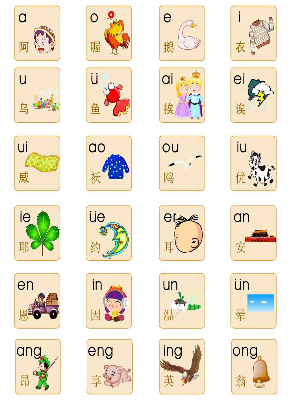 a o e i
阿 喔 鹅 衣
u ü ai ei
乌 鱼 挨 诶
ui ao ou iu
威 袄 鸥 优
ie üe er an
耶 约 耳 安
en in un ün
恩 因 温 晕
ang eng ing ong
昂 亨 英 翁